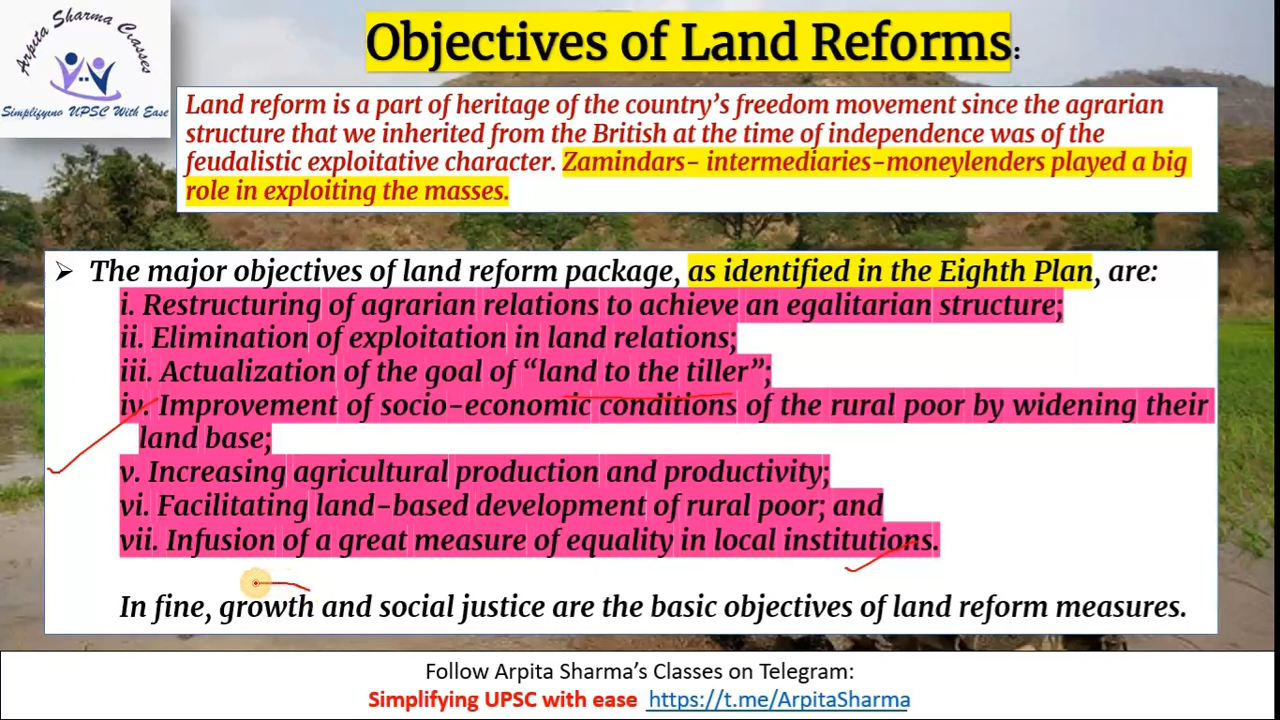 Arpita Sharma Classes
Simplifying UPSC With Ease
Objectives of Land Reforms:
Land reform is a part of heritage of the country's freedom movement since the agrarian
structure that we inherited from the British at the time of independence was of the
feudalistic exploitative character. Zamindars- intermediaries-moneylenders played a big
role in exploiting the masses.
➢ The major objectives of land reform package, as identified in the Eighth Plan, are:
i. Restructuring of agrarian relations to achieve an egalitarian structure;
ii. Elimination of exploitation in land relations;
iii. Actualization of the goal of “land to the tiller”;
iv. Improvement of socio-economic conditions of the rural poor by widening their
land base;
v. Increasing agricultural production and productivity;
vi. Facilitating land-based development of rural poor; and
vii. Infusion of a great measure of equality in local institutions.
In fine, growth and social justice are the basic objectives of land reform measures.
Follow Arpita Sharma's Classes on Telegram:
Simplifying UPSC with ease https://t.me/ArpitaSharma